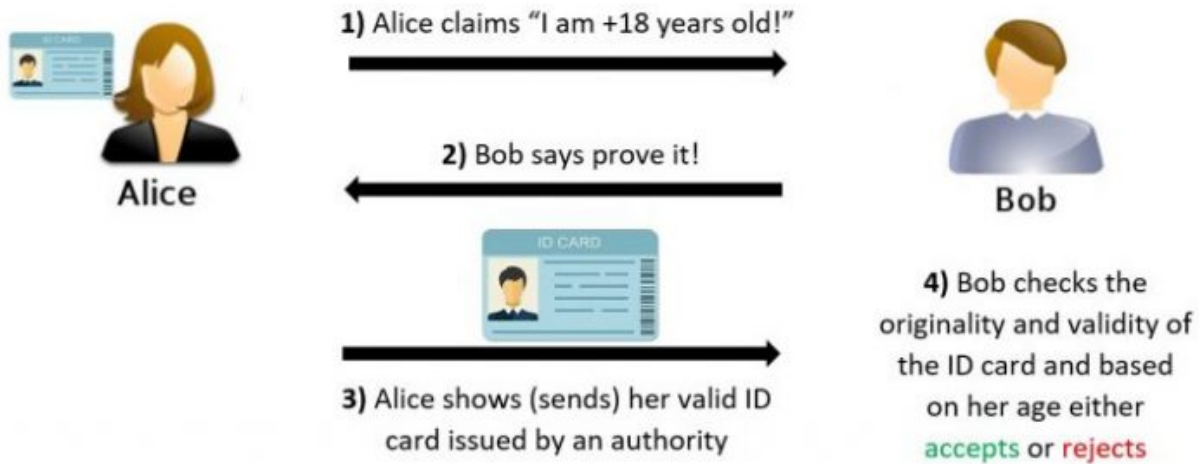 ID CARD
1) Alice claims “I am +18 years old!”
Alice
2) Bob says prove it!
Bob
ID CARD
3) Alice shows (sends) her valid ID
card issued by an authority
4) Bob checks the
originality and validity of
the ID card and based
on her age either
accepts or rejects